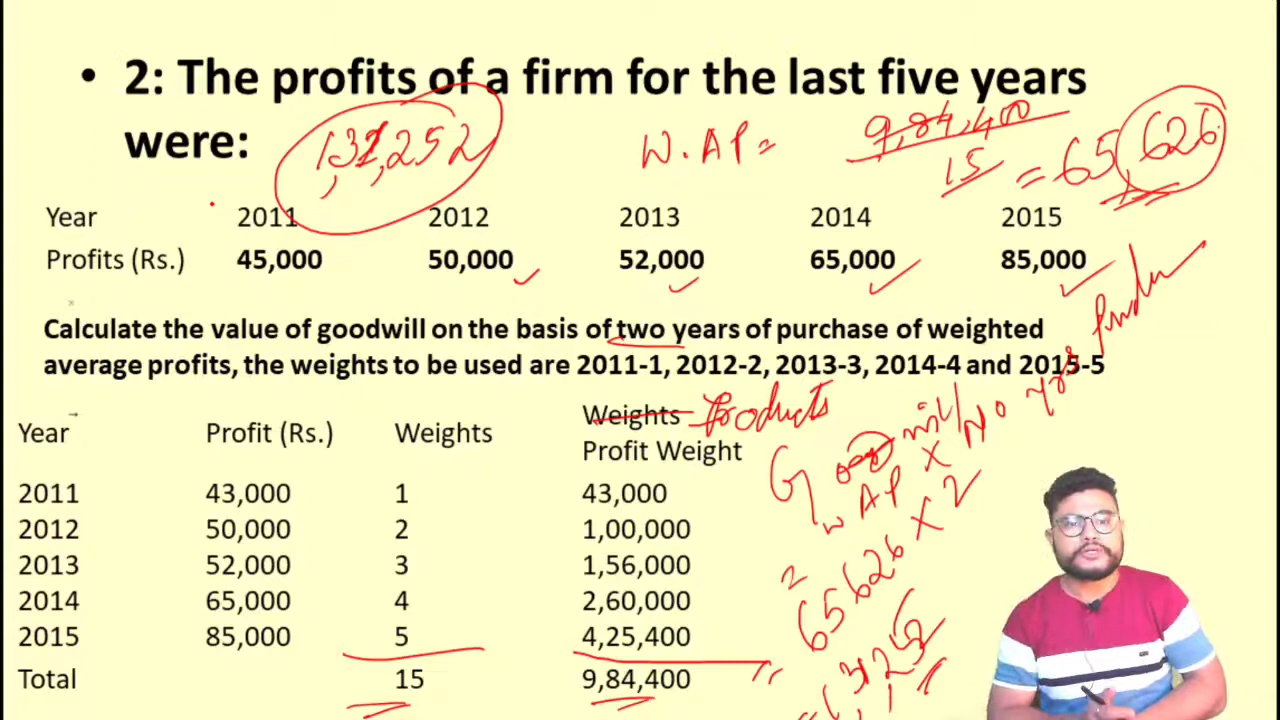 • 2: The profits of a firm for the last five years
were:
131,252
W.AP = 9,84,400 / 15 = 65,626
Year 2011 2012 2013 2014 2015
Profits (Rs.) 45,000 50,000 52,000 65,000 85,000
Calculate the value of goodwill on the basis of two years of purchase of weighted
average profits, the weights to be used are 2011-1, 2012-2, 2013-3, 2014-4 and 2015-5
Weights Products
Year Profit (Rs.) Weights Profit Weight
2011 43,000 1 43,000
2012 50,000 2 1,00,000
2013 52,000 3 1,56,000
2014 65,000 4 2,60,000
2015 85,000 5 4,25,400
Total 15 9,84,400
WAP × No yrs
65626 × 2